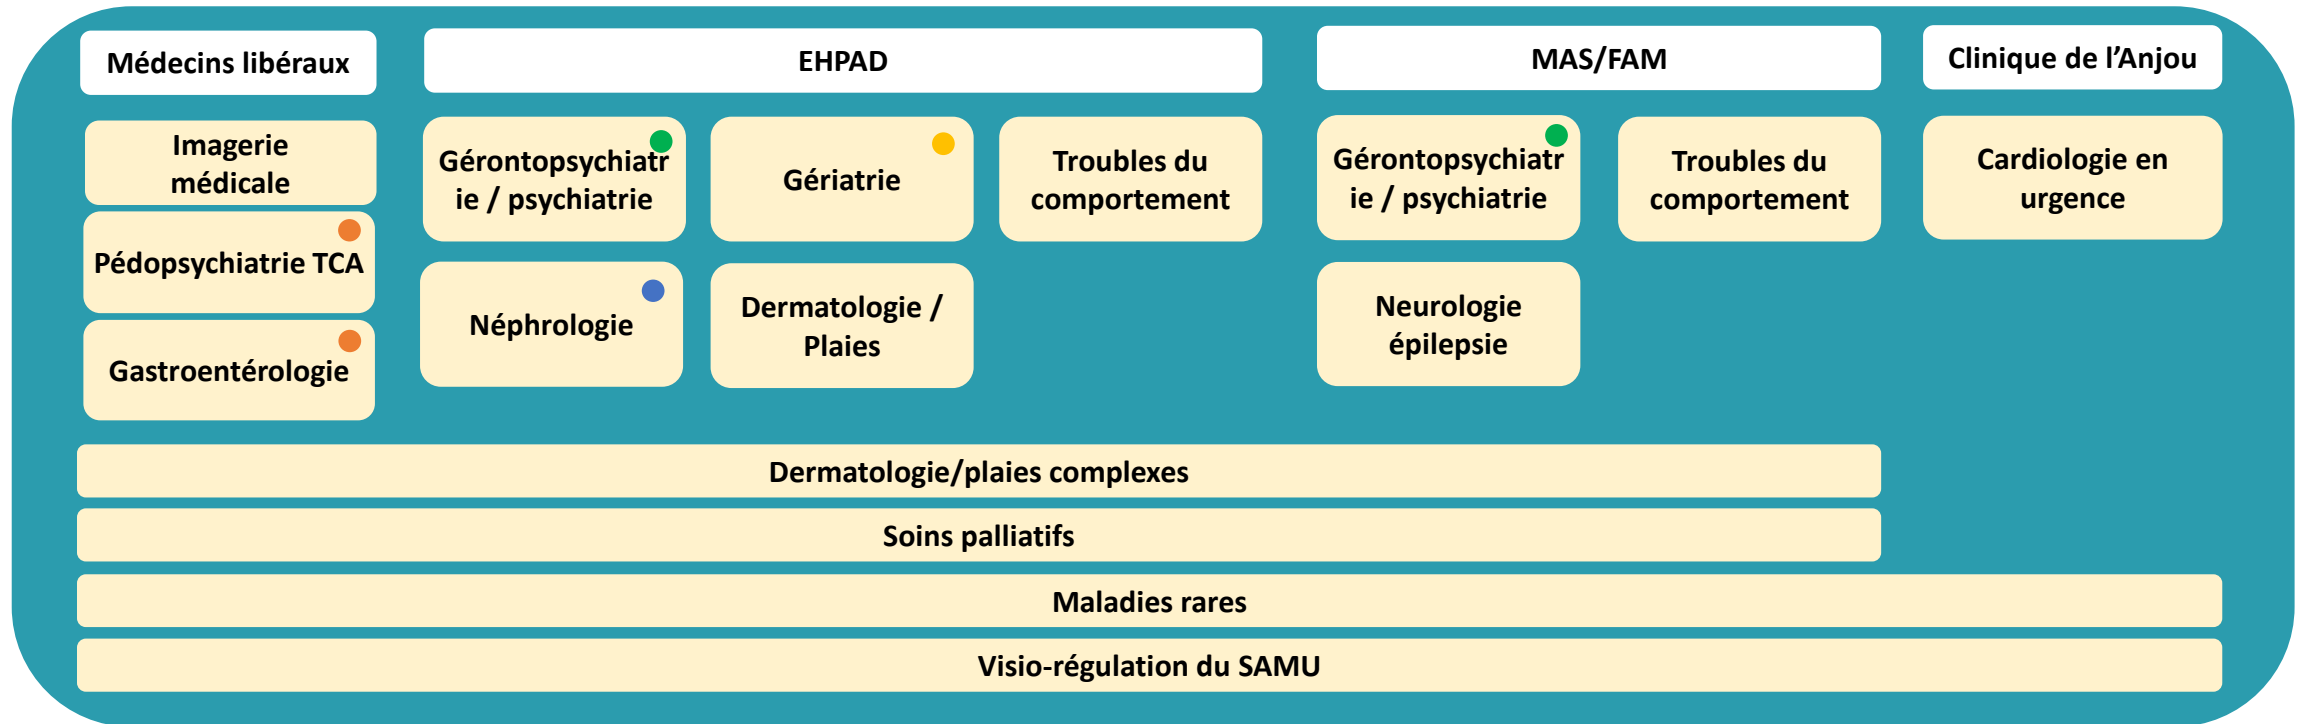 Médecins libéraux
EHPAD
MAS/FAM
Clinique de l'Anjou
Imagerie
médicale
Pédopsychiatrie TCA
Gastroentérologie
Gérontopsychiatr
ie / psychiatrie
Gériatrie
Troubles du
comportement
Néphrologie
Dermatologie /
Plaies
Gérontopsychiatr
ie / psychiatrie
Troubles du
comportement
Neurologie
épilepsie
Cardiologie en
urgence
Dermatologie/plaies complexes
Soins palliatifs
Maladies rares
Visio-régulation du SAMU